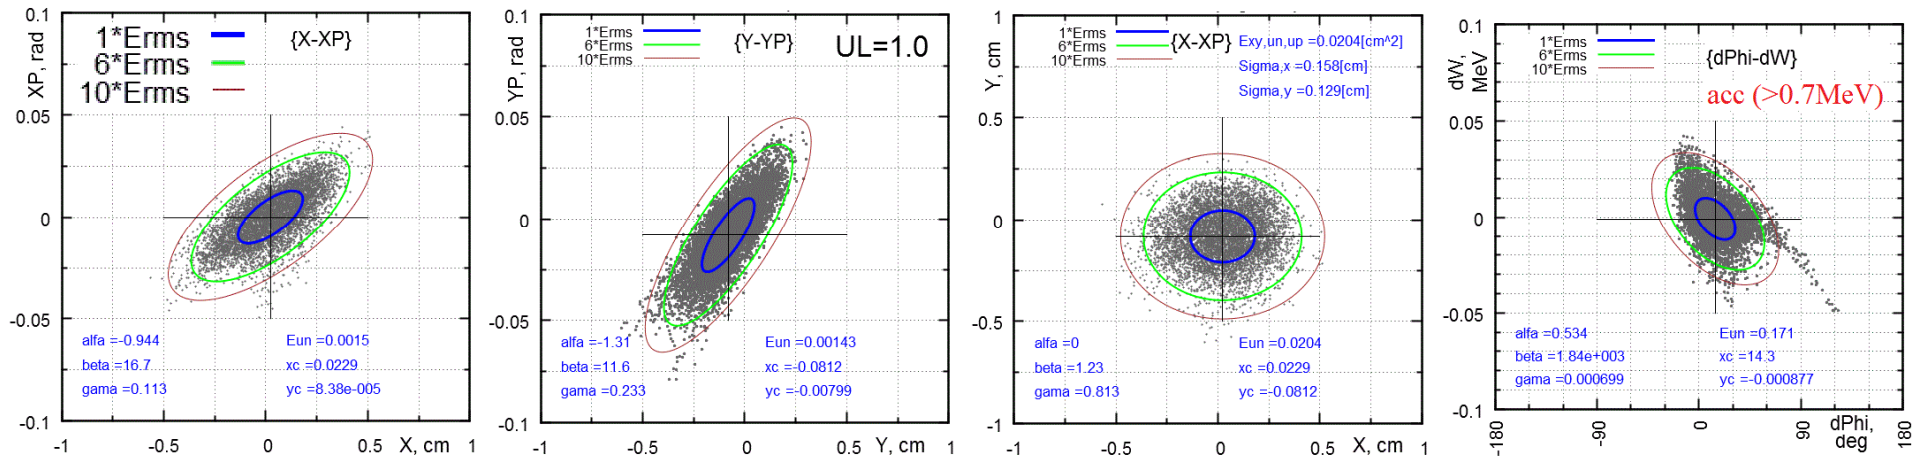 0.1
XP, rad
1*Erms
6*Erms
10*Erms
{X-XP}
0.05
0
-0.05
-0.1
alfa =-0.944
beta =16.7
gama =0.113
Eun =0.0015
xc =0.0229
yc =8.38e-005
-1
-0.5
0
0.5
1
X, cm
0.1
YP, rad
1*Erms
6*Erms
10*Erms
{Y-YP}
UL=1.0
0.05
0
-0.05
-0.1
alfa =-1.31
beta =11.6
gama =0.233
Eun =0.00143
xc =-0.0812
yc =-0.00799
-1
-0.5
0
0.5
1
Y, cm
1
Y, cm
1*Erms
6*Erms
10*Erms
{X-XP}
Exy,un,up =0.0204[cm^2]
Sigma,x =0.158[cm]
Sigma,y =0.129[cm]
0.5
0
-0.5
-1
alfa =0
beta =1.23
gama =0.813
Eun =0.0204
xc =0.0229
yc =-0.0812
-1
-0.5
0
0.5
1
X, cm
0.1
dW,
MeV
1*Erms
6*Erms
10*Erms
{dPhi-dW}
acc (>0.7MeV)
0.05
0
-0.05
-0.1
alfa =0.534
beta =1.84e+003
gama =0.000699
Eun =0.171
xc =14.3
yc =-0.000877
-180
-90
0
90
180
dPhi,
deg